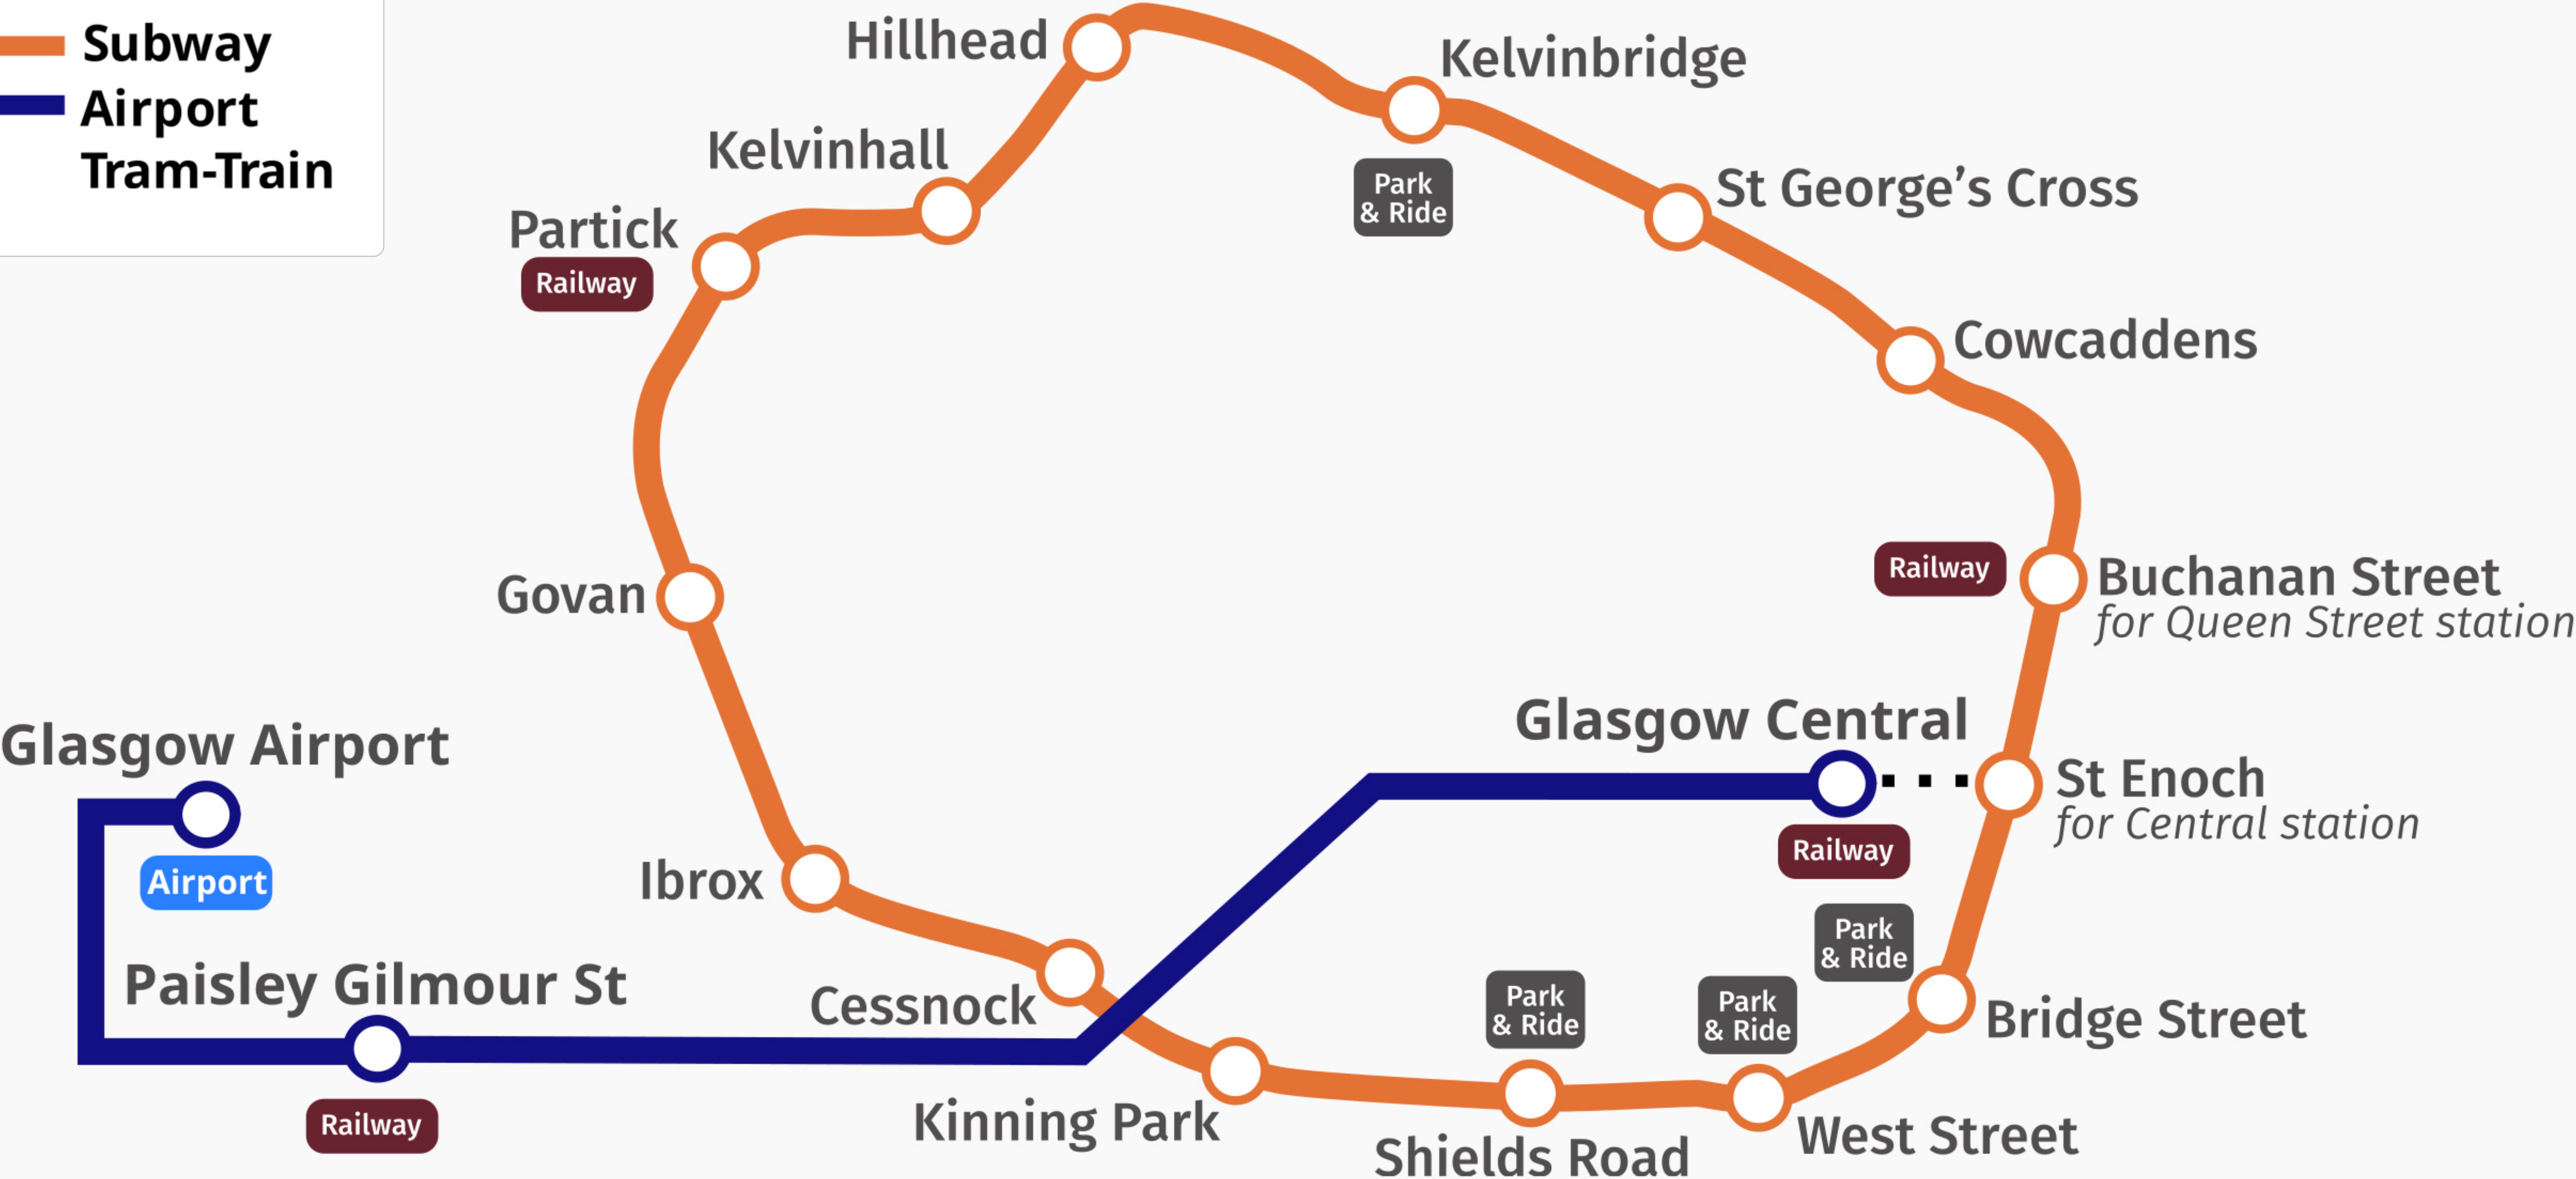 Subway
Airport
Tram-Train
Hillhead
Kelvinbridge
Park
& Ride
Kelvinhall
St George’s Cross
Partick
Railway
Cowcaddens
Govan
Railway
Buchanan Street
for Queen Street station
Glasgow Central
Railway
St Enoch
for Central station
Glasgow Airport
Airport
Ibrox
Park
& Ride
Bridge Street
Paisley Gilmour St
Railway
Cessnock
Kinning Park
Park
& Ride
Shields Road
Park
& Ride
West Street